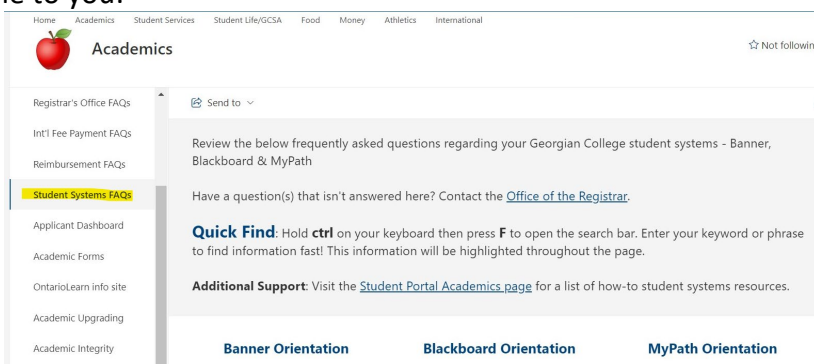 e to you.
Home Academics Student Services Student Life/GCSA Food Money Athletics International
Academics
Not followin
Registrar's Office FAQs
Send to
Int'l Fee Payment FAQs
Reimbursement FAQs
Student Systems FAQs
Applicant Dashboard
Academic Forms
OntarioLearn info site
Academic Upgrading
Academic Integrity
Review the below frequently asked questions regarding your Georgian College student systems - Banner,
Blackboard & MyPath
Have a question(s) that isn't answered here? Contact the Office of the Registrar.
Quick Find: Hold ctrl on your keyboard then press F to open the search bar. Enter your keyword or phrase
to find information fast! This information will be highlighted throughout the page.
Additional Support: Visit the Student Portal Academics page for a list of how-to student systems resources.
Banner Orientation Blackboard Orientation MyPath Orientation